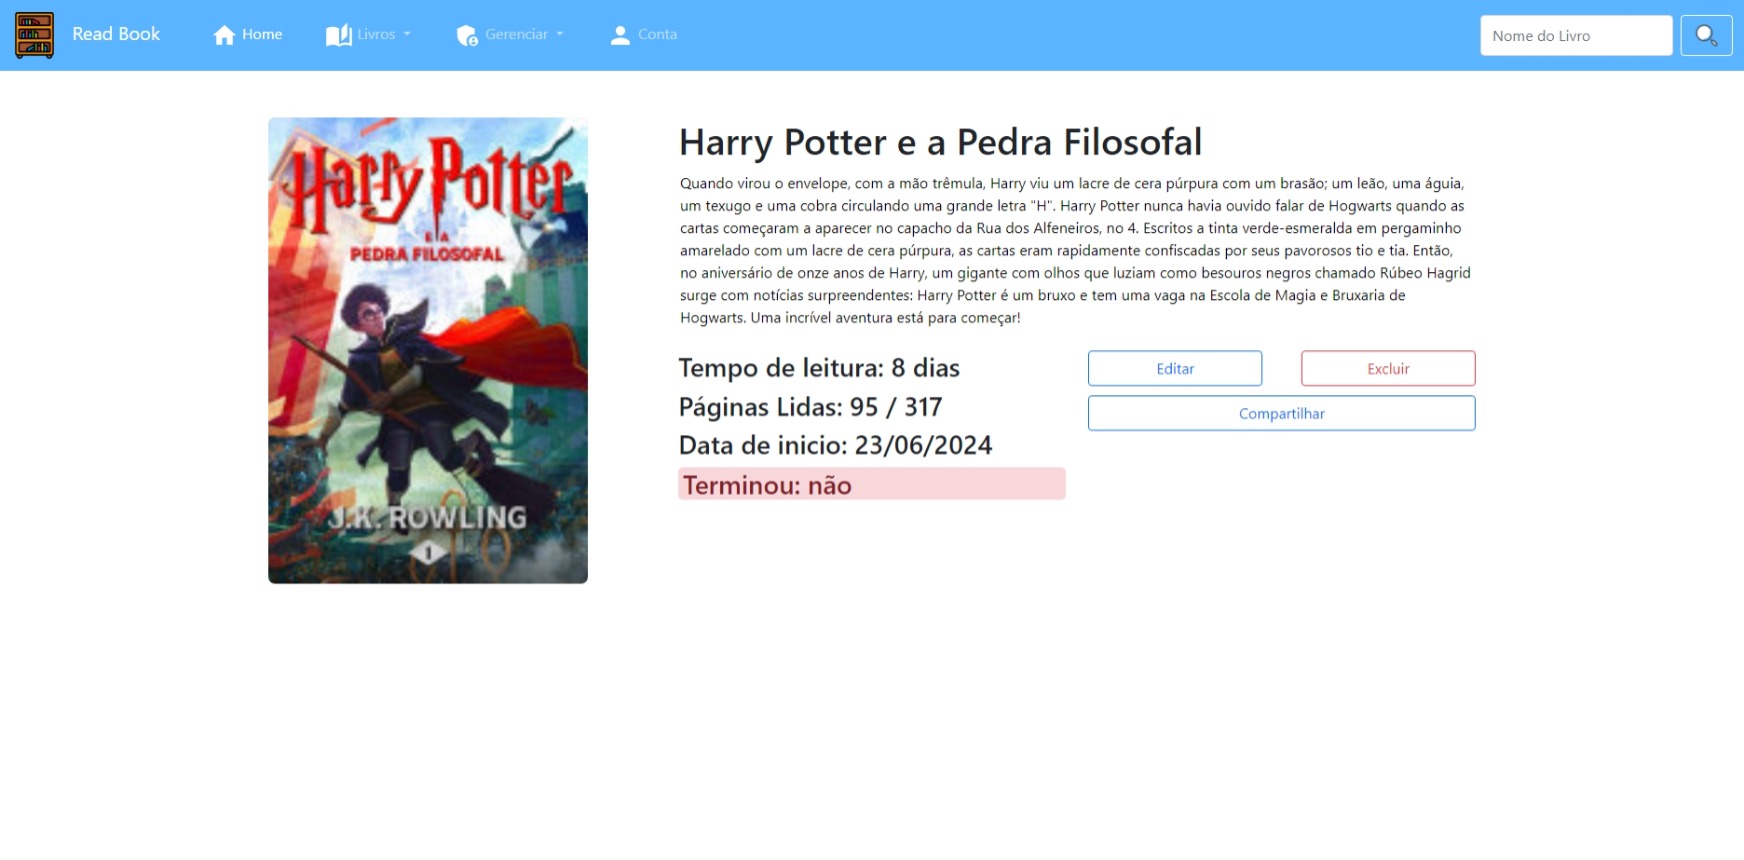 Read Book
Home
Livros
Gerenciar
Conta
Nome do Livro
Harry Potter
E A
PEDRA FILOSOFAL
J.K. ROWLING
1
Harry Potter e a Pedra Filosofal
Quando virou o envelope, com a mão trêmula, Harry viu um lacre de cera púrpura com um brasão; um leão, uma águia,
um texugo e uma cobra circulando uma grande letra "H". Harry Potter nunca havia ouvido falar de Hogwarts quando as
cartas começaram a aparecer no capacho da Rua dos Alfeneiros, no 4. Escritos a tinta verde-esmeralda em pergaminho
amarelado com um lacre de cera púrpura, as cartas eram rapidamente confiscadas por seus pavorosos tio e tia. Então,
no aniversário de onze anos de Harry, um gigante com olhos que luziam como besouros negros chamado Rúbeo Hagrid
surge com notícias surpreendentes: Harry Potter é um bruxo e tem uma vaga na Escola de Magia e Bruxaria de
Hogwarts. Uma incrível aventura está para começar!
Tempo de leitura: 8 dias
Páginas Lidas: 95 / 317
Data de inicio: 23/06/2024
Terminou: não
Editar
Excluir
Compartilhar